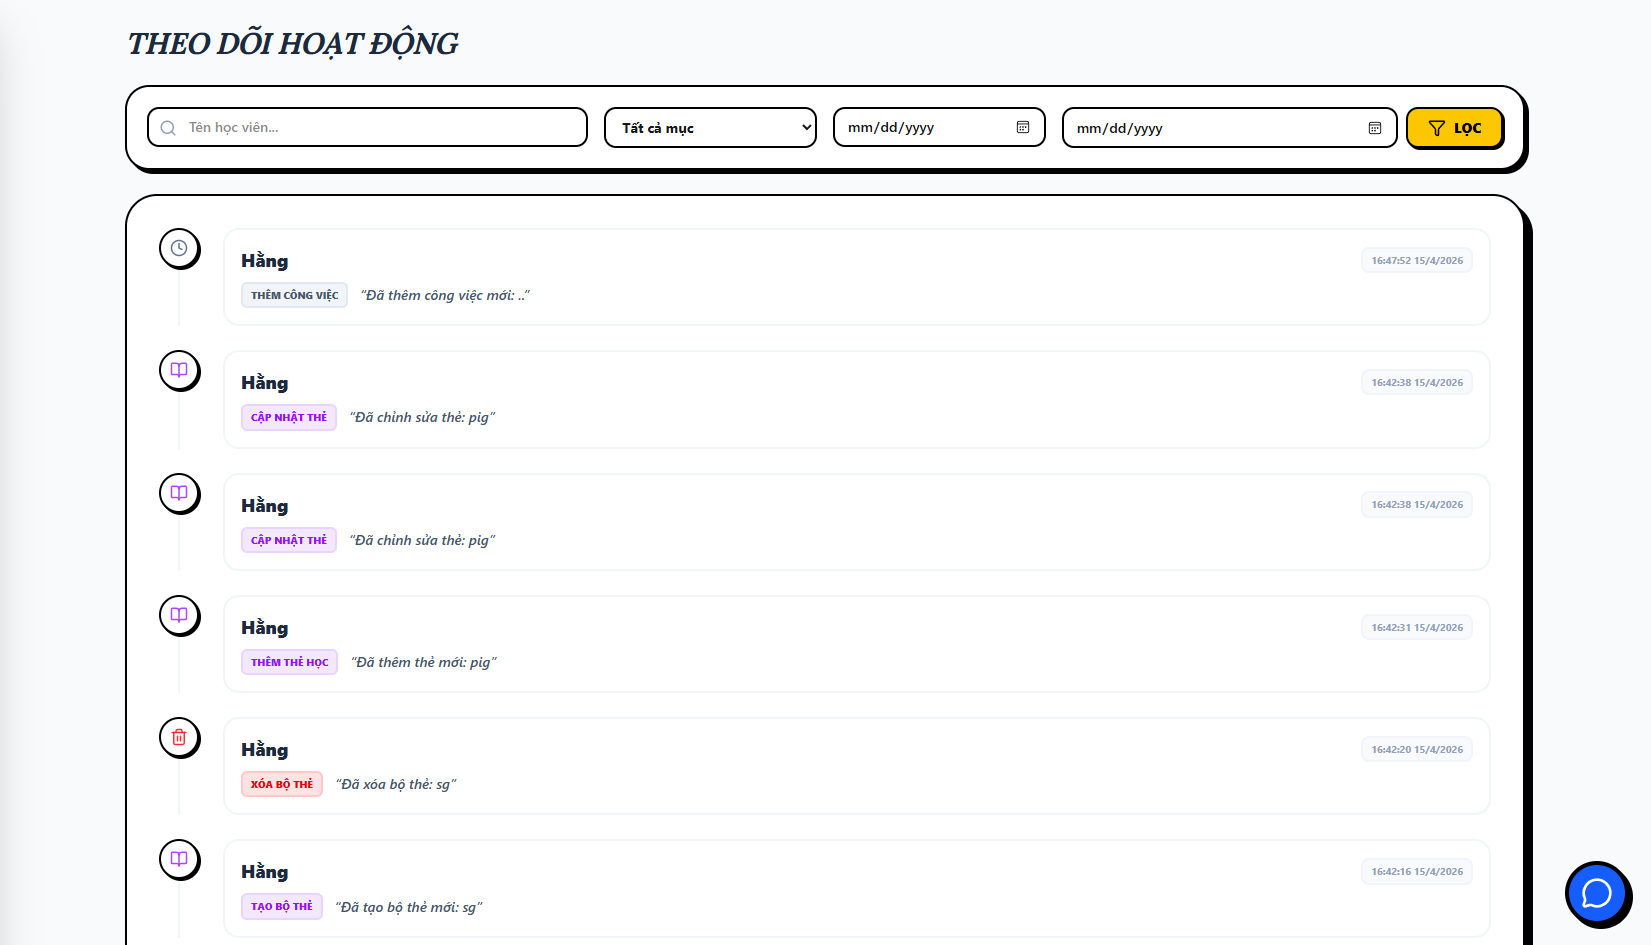 THEO DÕI HOẠT ĐỘNG
Tên học viên...
Tất cả mục
mm/dd/yyyy
mm/dd/yyyy
LỌC
Hằng
16:47:52 15/4/2026
THÊM CÔNG VIỆC
"Đã thêm công việc mới: .."
Hằng
16:42:38 15/4/2026
CẬP NHẬT THẺ
"Đã chỉnh sửa thẻ: pig"
Hằng
16:42:38 15/4/2026
CẬP NHẬT THẺ
"Đã chỉnh sửa thẻ: pig"
Hằng
16:42:31 15/4/2026
THÊM THẺ HỌC
"Đã thêm thẻ mới: pig"
Hằng
16:42:20 15/4/2026
XÓA BỘ THẺ
"Đã xóa bộ thẻ: sg"
Hằng
16:42:16 15/4/2026
TẠO BỘ THẺ
"Đã tạo bộ thẻ mới: sg"